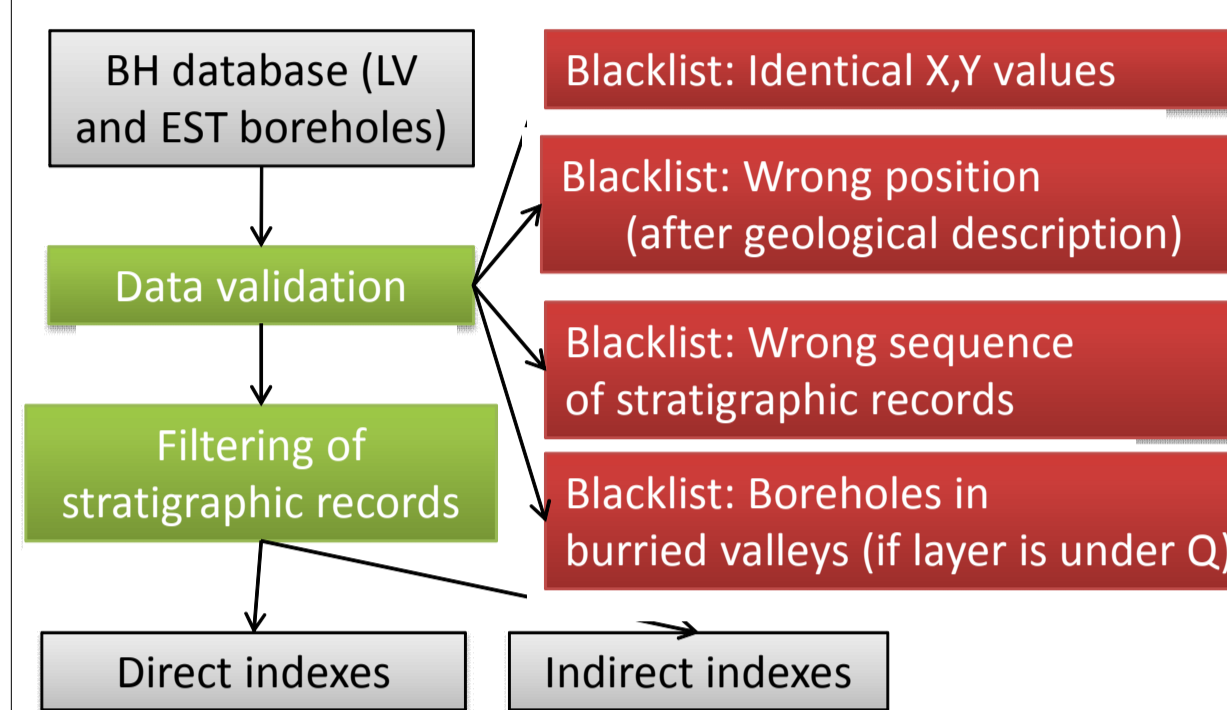 BH database (LV
and EST boreholes)
Data validation
Filtering of
stratigraphic records
Direct indexes
Indirect indexes
Blacklist: Identical X,Y values
Blacklist: Wrong position
(after geological description)
Blacklist: Wrong sequence
of stratigraphic records
Blacklist: Boreholes in
burried valleys (if layer is under Q)